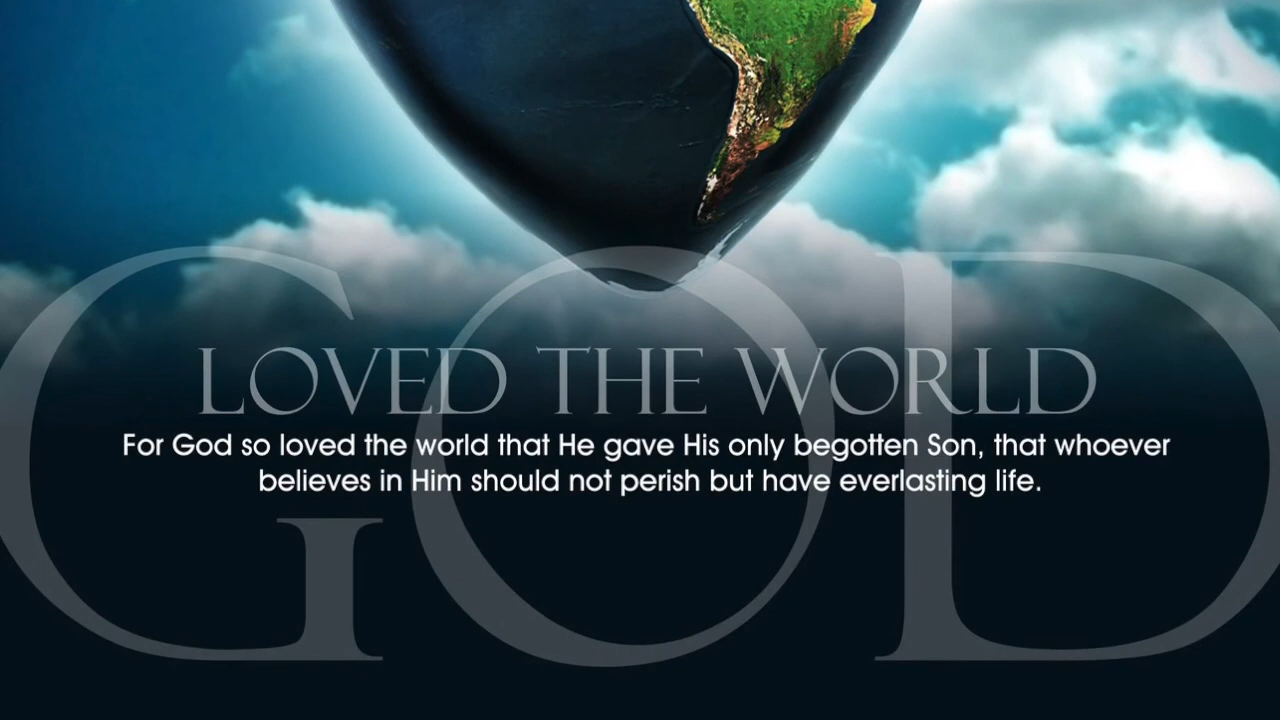 GOD
LOVED THE WORLD
For God so loved the world that He gave His only begotten Son, that whoever
believes in Him should not perish but have everlasting life.